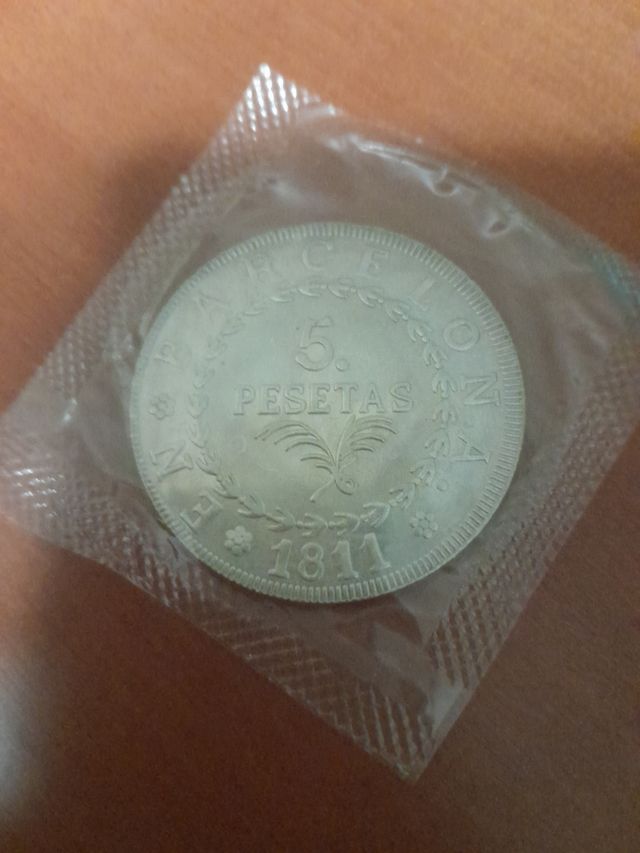 EN * BARCELONA *
5.
PESETAS
1811